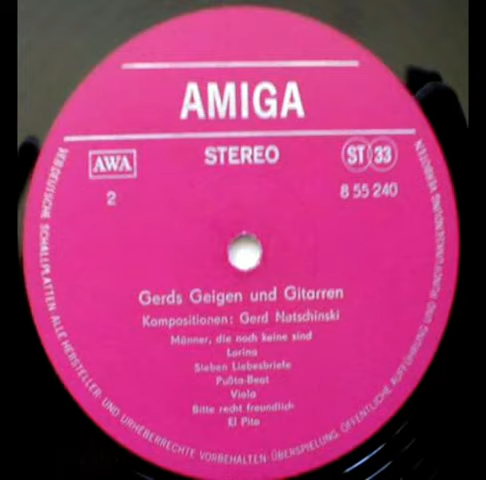 AMIGA
AWA
STEREO
ST 33
2
8 55 240
Gerds Geigen und Gitarren
Kompositionen: Gerd Natschinski
Männer, die noch keine sind
Lorina
Sieben Liebesbriefe
Pußta-Beat
Viola
Bitte recht freundlich
El Pito
VEB DEUTSCHE SCHALLPLATTEN · ALLE HERSTELLER- UND URHEBERRECHTE VORBEHALTEN · ÜBERSPIELUNG, ÖFFENTLICHE AUFFÜHRUNG UND RUNDFUNKSENDUNG VERBOTEN